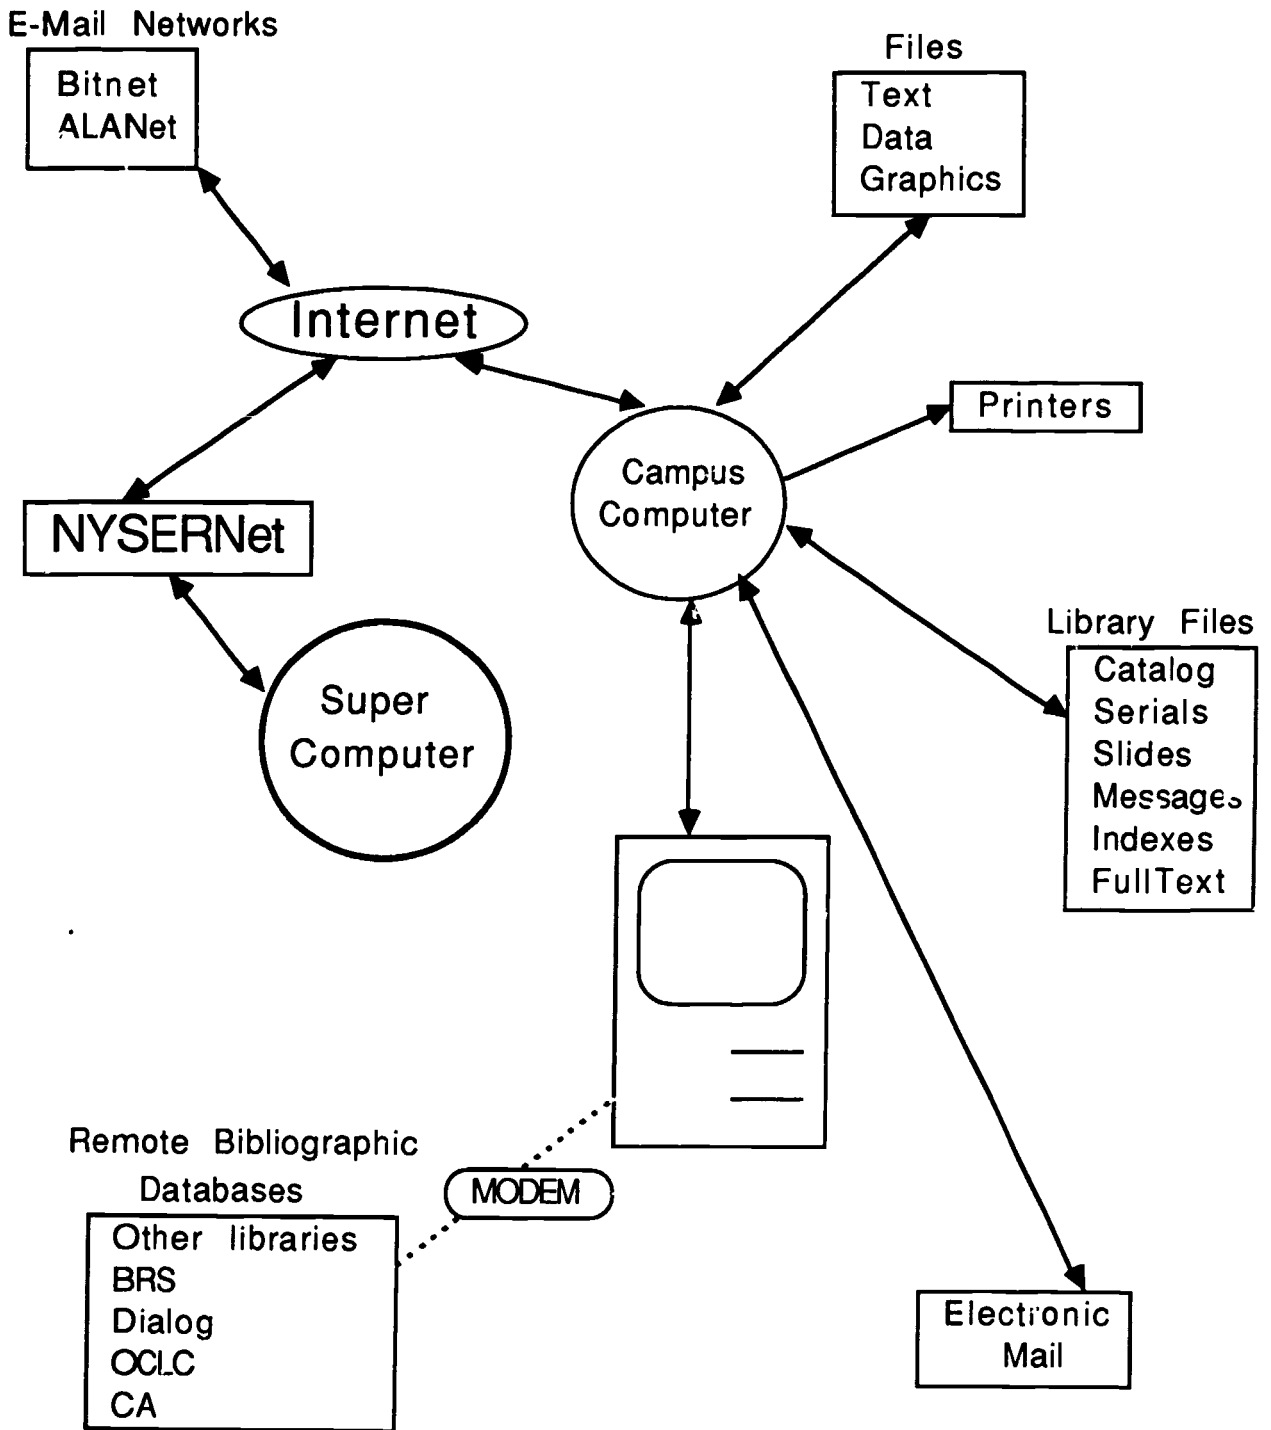 E-Mail Networks
Bitnet
ALANet
Files
Text
Data
Graphics
Internet
Printers
Campus
Computer
NYSERNet
Super
Computer
Library Files
Catalog
Serials
Slides
Messages
Indexes
FullText
Remote Bibliographic
Databases
MODEM
Other libraries
BRS
Dialog
OCLC
CA
Electronic
Mail